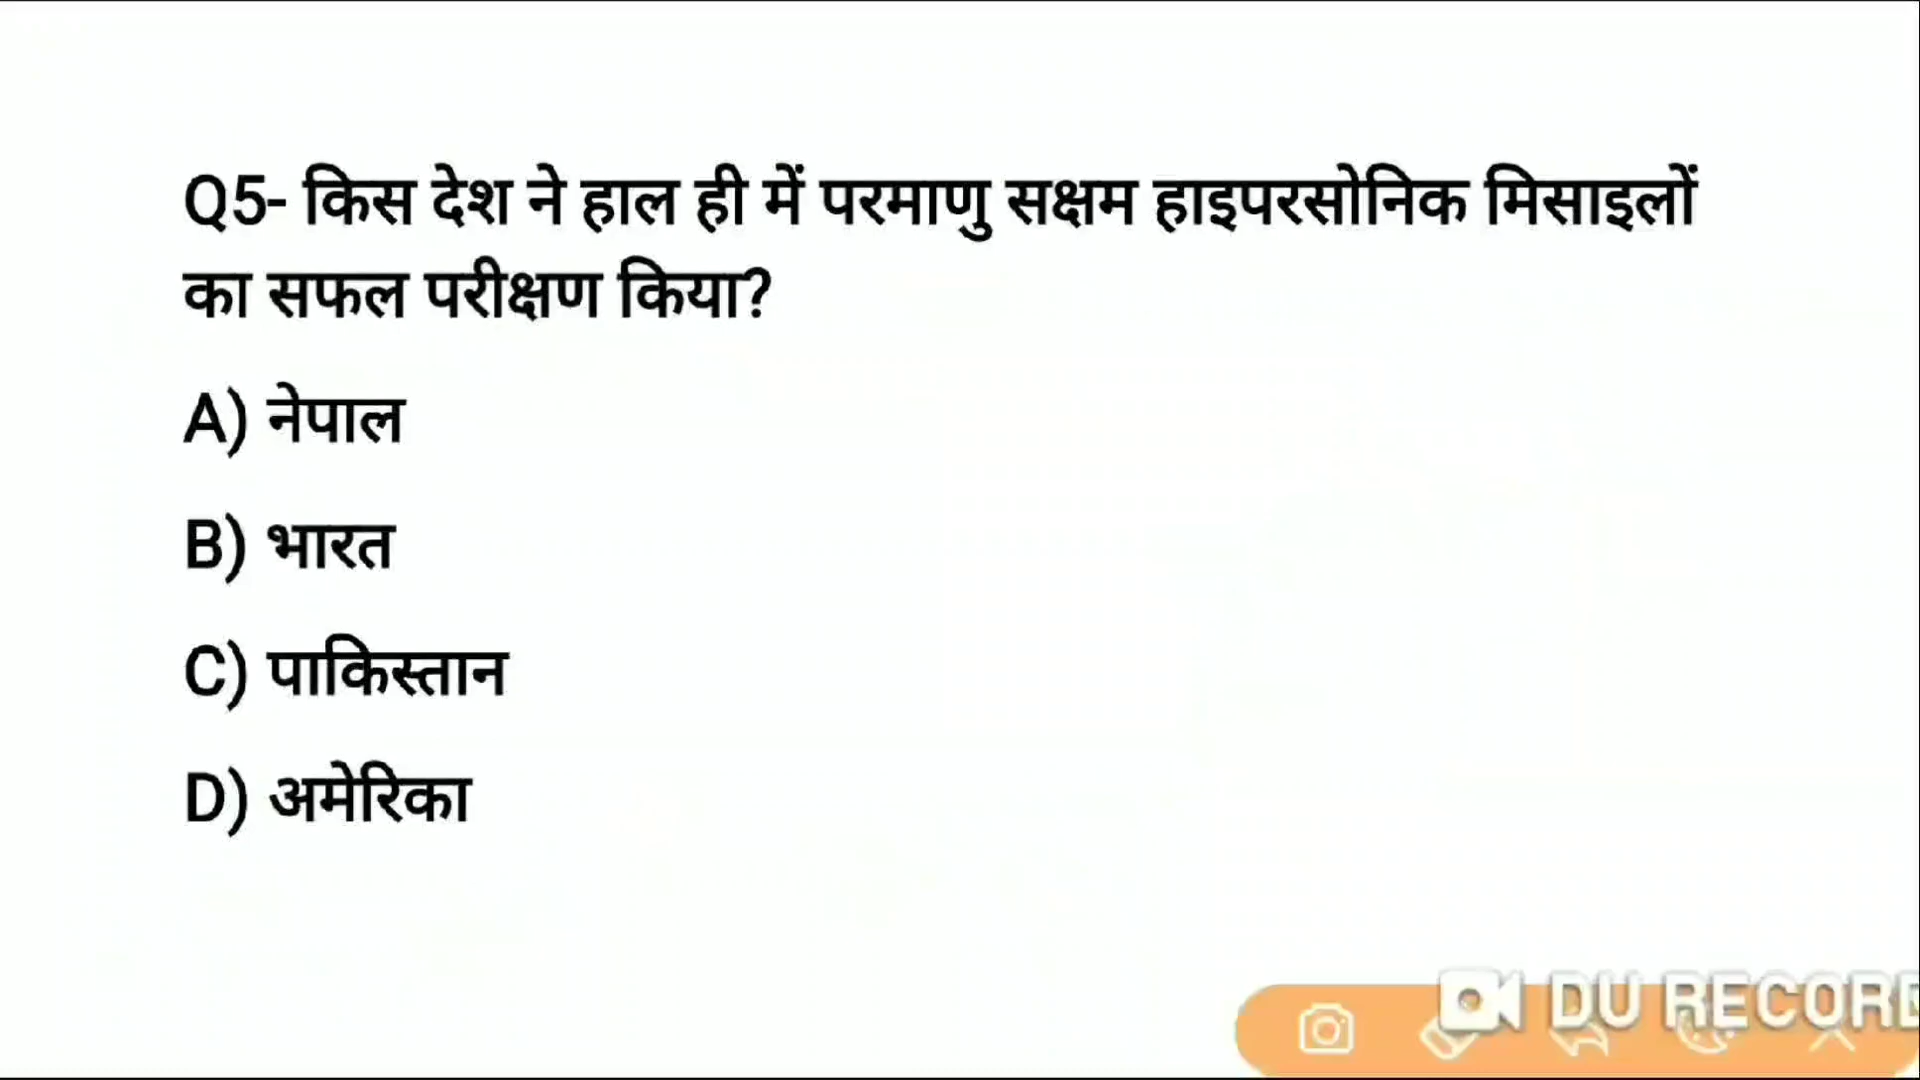 Q5- किस देश ने हाल ही में परमाणु सक्षम हाइपरसोनिक मिसाइलों
का सफल परीक्षण किया?
A) नेपाल
B) भारत
C) पाकिस्तान
D) अमेरिका
DU RECORD